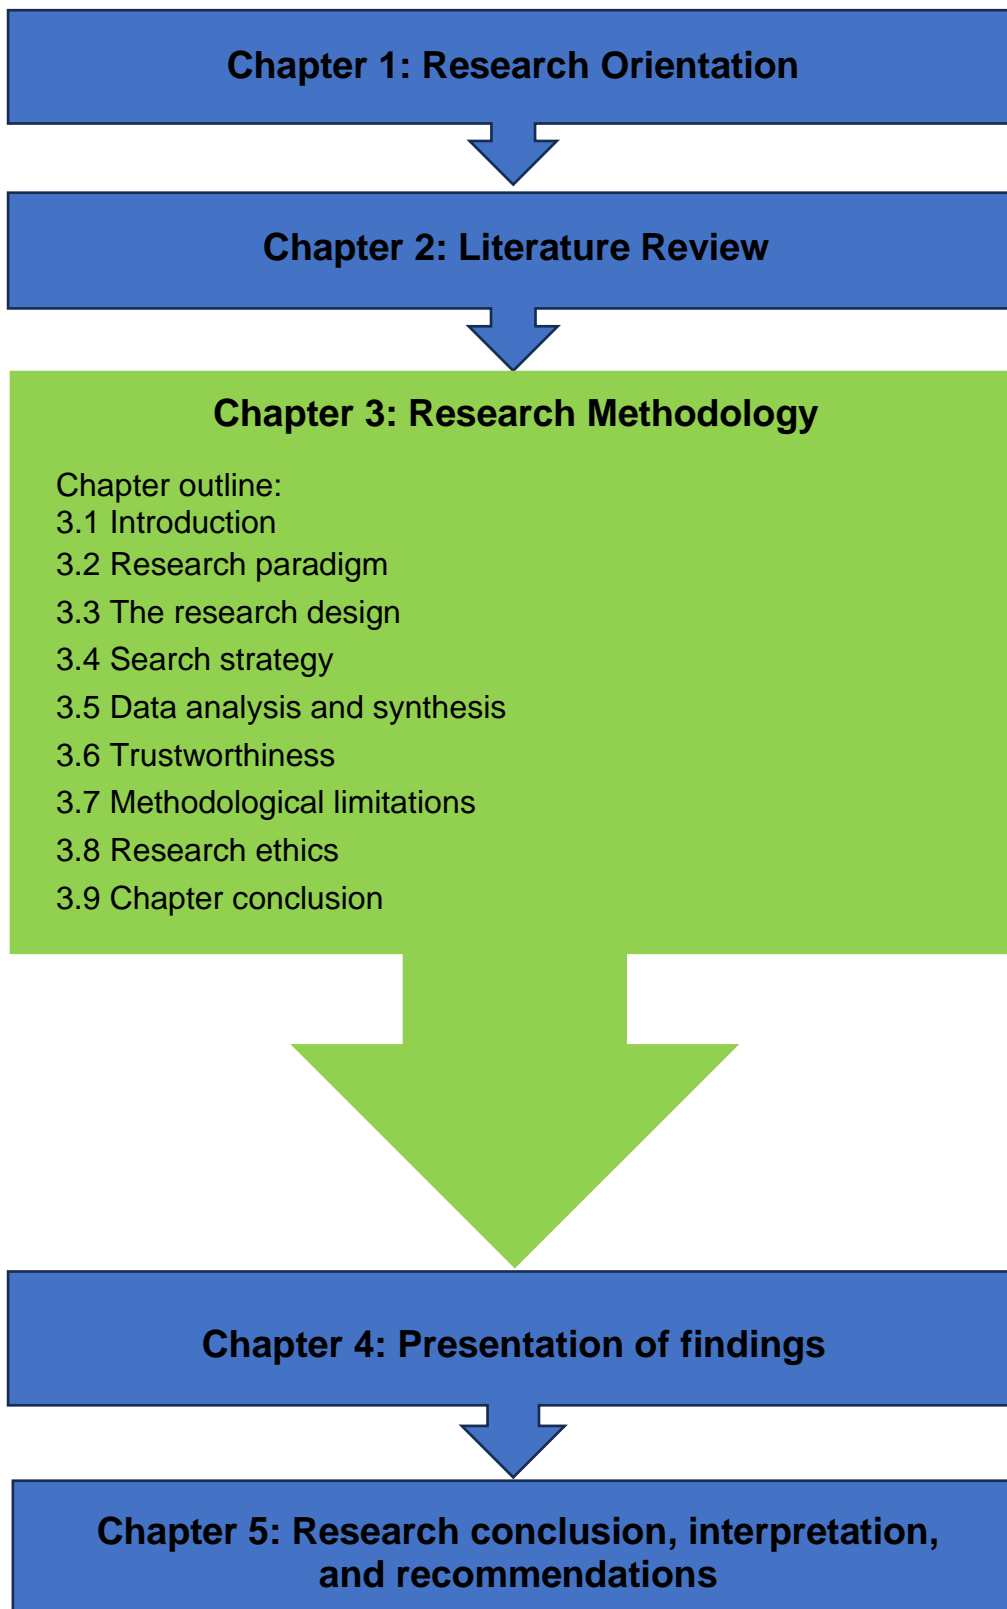 Chapter 1: Research Orientation
Chapter 2: Literature Review
Chapter 3: Research Methodology
Chapter outline:
3.1 Introduction
3.2 Research paradigm
3.3 The research design
3.4 Search strategy
3.5 Data analysis and synthesis
3.6 Trustworthiness
3.7 Methodological limitations
3.8 Research ethics
3.9 Chapter conclusion
Chapter 4: Presentation of findings
Chapter 5: Research conclusion, interpretation,
and recommendations